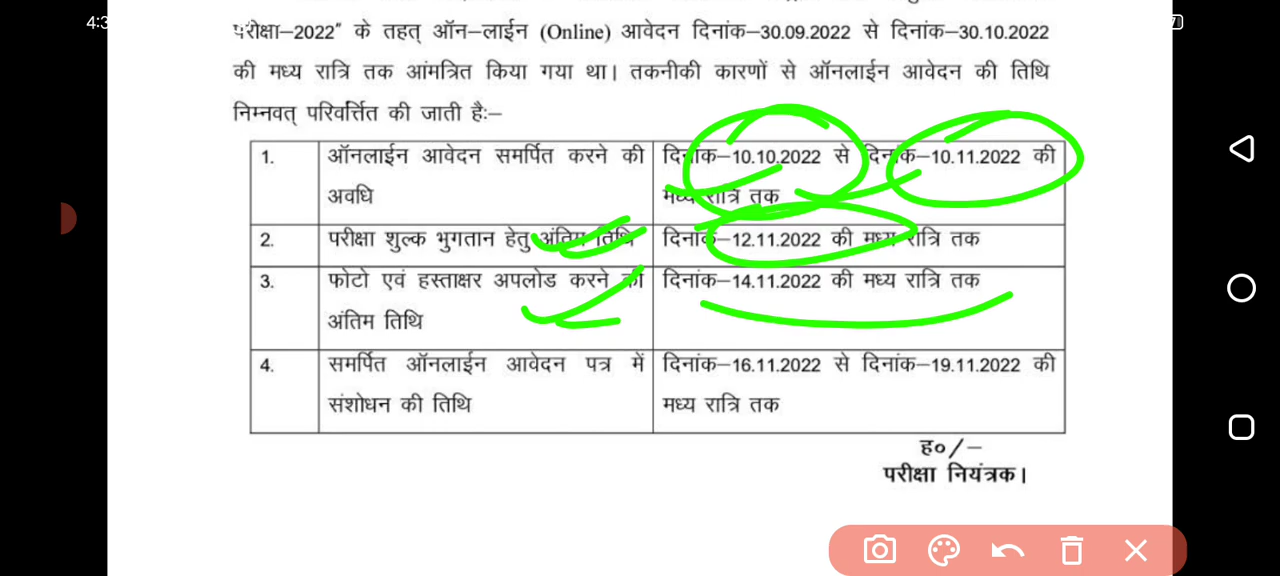 4:3
परीक्षा–2022" के तहत् ऑन–लाईन (Online) आवेदन दिनांक–30.09.2022 से दिनांक–30.10.2022
की मध्य रात्रि तक आंमत्रित किया गया था। तकनीकी कारणों से ऑनलाईन आवेदन की तिथि
निम्नवत् परिवर्त्तित की जाती हैः–
1. ऑनलाईन आवेदन समर्पित करने की दिनांक–10.10.2022 से दिनांक–10.11.2022 की
अवधि मध्य रात्रि तक
2. परीक्षा शुल्क भुगतान हेतु अंतिम तिथि दिनांक–12.11.2022 की मध्य रात्रि तक
3. फोटो एवं हस्ताक्षर अपलोड करने की दिनांक–14.11.2022 की मध्य रात्रि तक
अंतिम तिथि
4. समर्पित ऑनलाईन आवेदन पत्र में दिनांक–16.11.2022 से दिनांक–19.11.2022 की
संशोधन की तिथि मध्य रात्रि तक
ह०/–
परीक्षा नियंत्रक।